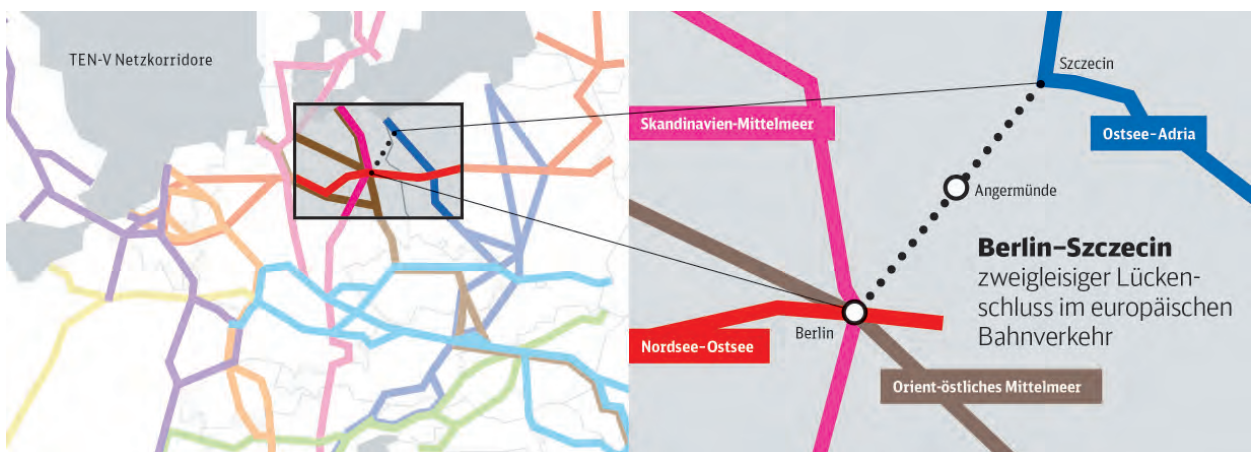 TEN-V Netzkorridore
Szczecin
Skandinavien-Mittelmeer
Ostsee–Adria
Angermünde
Berlin–Szczecin
zweigleisiger Lücken-
schluss im europäischen
Bahnverkehr
Berlin
Nordsee–Ostsee
Orient-östliches Mittelmeer